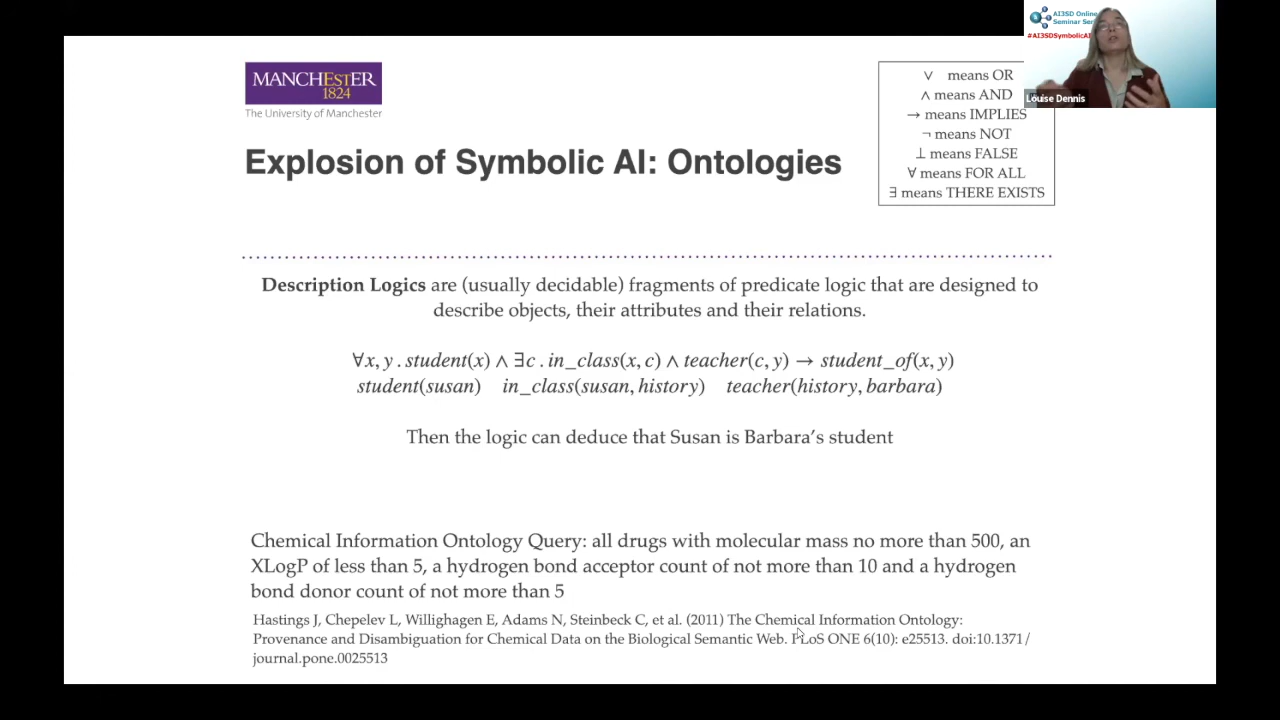 MANCHESTER
1824
The University of Manchester
Explosion of Symbolic AI: Ontologies
∨ means OR
∧ means AND
→ means IMPLIES
¬ means NOT
⊥ means FALSE
∀ means FOR ALL
∃ means THERE EXISTS
AI3SD Online
Seminar Se
#AI3SDSymbolicAI
Louise Dennis
Description Logics are (usually decidable) fragments of predicate logic that are designed to
describe objects, their attributes and their relations.
∀x, y . student(x) ∧ ∃c . in_class(x, c) ∧ teacher(c, y) → student_of(x, y)
student(susan) in_class(susan, history) teacher(history, barbara)
Then the logic can deduce that Susan is Barbara's student
Chemical Information Ontology Query: all drugs with molecular mass no more than 500, an
XLogP of less than 5, a hydrogen bond acceptor count of not more than 10 and a hydrogen
bond donor count of not more than 5
Hastings J, Chepelev L, Willighagen E, Adams N, Steinbeck C, et al. (2011) The Chemical Information Ontology:
Provenance and Disambiguation for Chemical Data on the Biological Semantic Web. PLoS ONE 6(10): e25513. doi:10.1371/
journal.pone.0025513